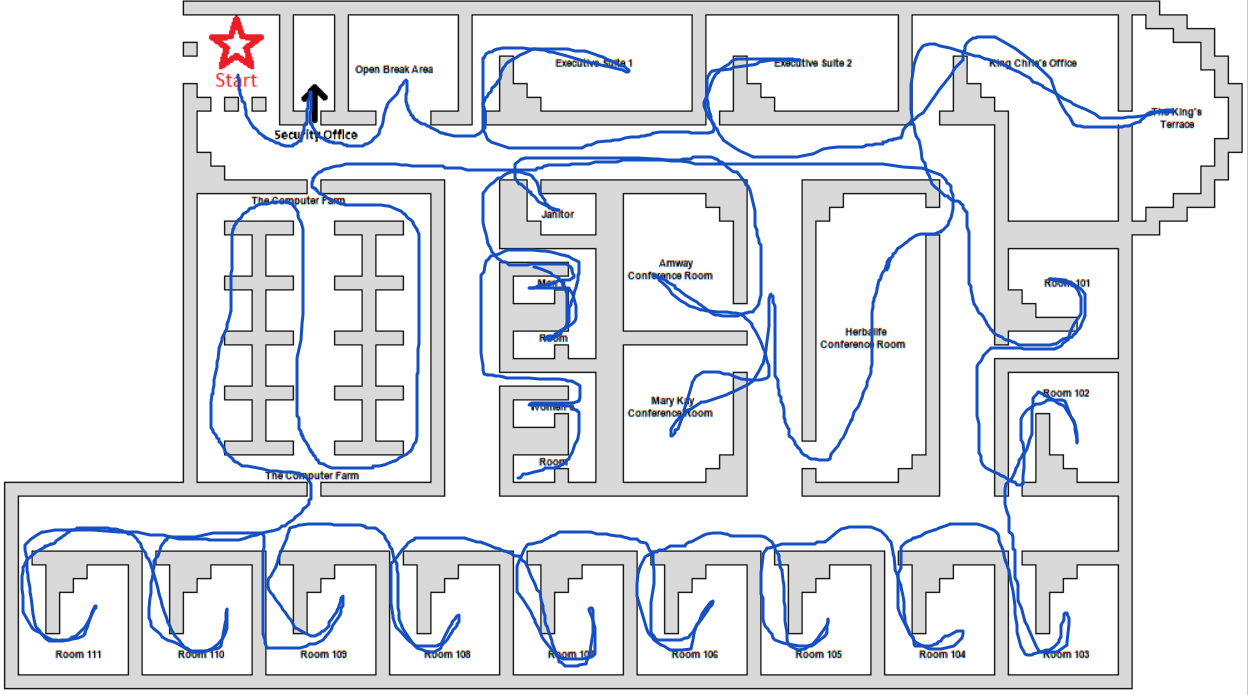 Start
Open Break Area
Executive Suite 1
Executive Suite 2
King Chris's Office
The King's
Terrace
Security Office
The Computer Farm
Janitor
Amway
Conference Room
Men's
Room
Room 101
Herbalife
Conference Room
Mary Kay
Conference Room
Women's
Room
Room 102
The Computer Farm
Room 111
Room 110
Room 109
Room 108
Room 107
Room 106
Room 105
Room 104
Room 103